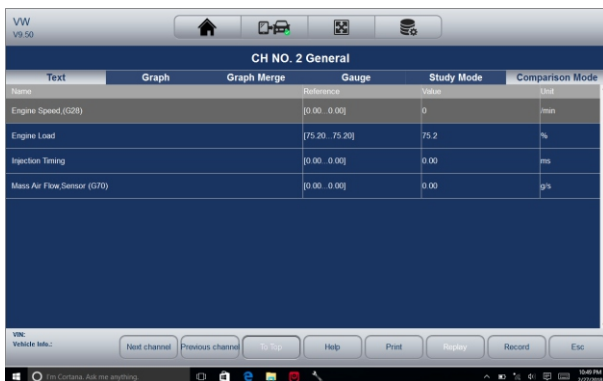 VW
V9.50
CH NO. 2 General
Text Graph Graph Merge Gauge Study Mode Comparison Mode
Name Reference Value Unit
Engine Speed,(G28) [0.00...0.00] 0 /min
Engine Load [75.20...75.20] 75.2 %
Injection Timing [0.00...0.00] 0.00 ms
Mass Air Flow,Sensor (G70) [0.00...0.00] 0.00 g/s
VIN:
Vehicle Info.:
Next channel Previous channel To Top Help Print Replay Record Esc
I'm Cortana. Ask me anything.
10:49 PM